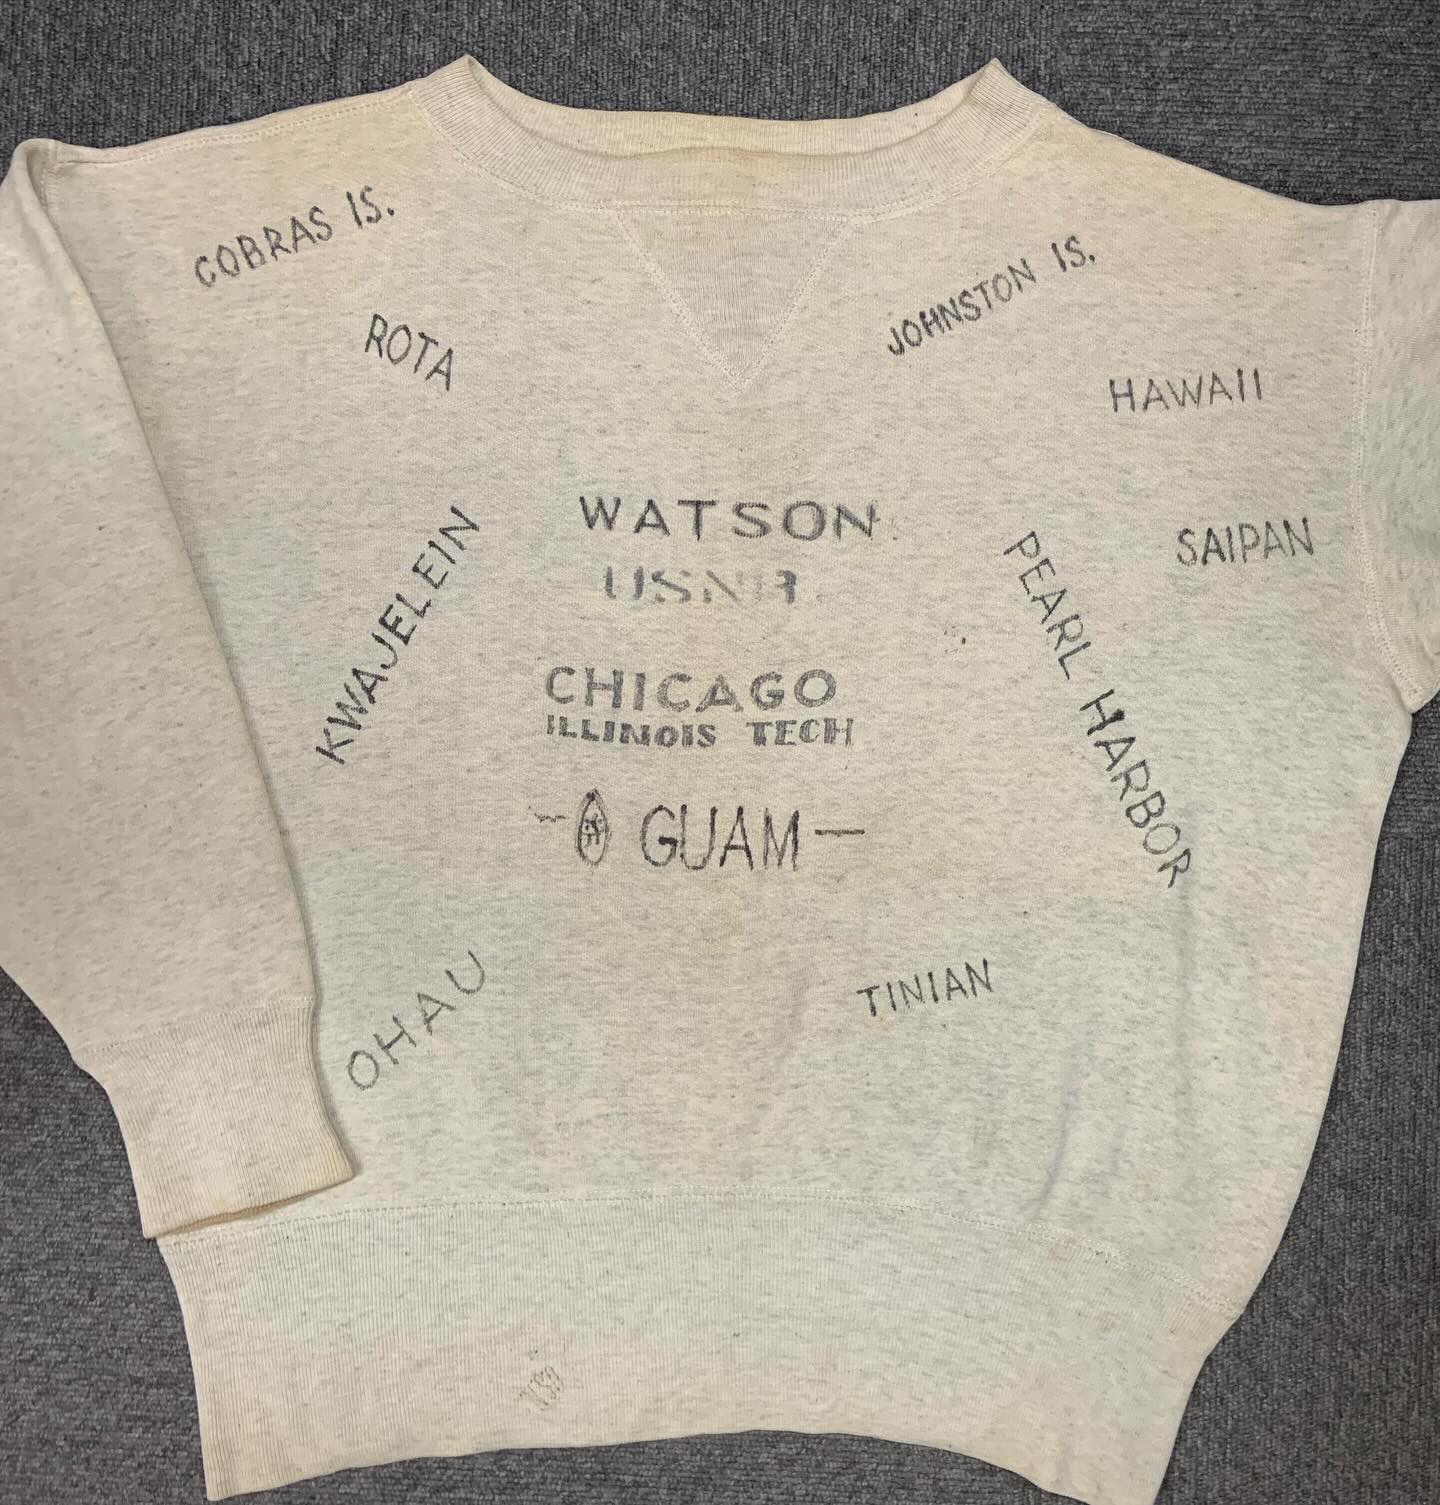 COBRAS IS.
JOHNSTON IS.
ROTA
HAWAII
WATSON
USNR
SAIPAN
KWAJELEIN
PEARL HARBOR
CHICAGO
ILLINOIS TECH
GUAM
OHAU
TINIAN